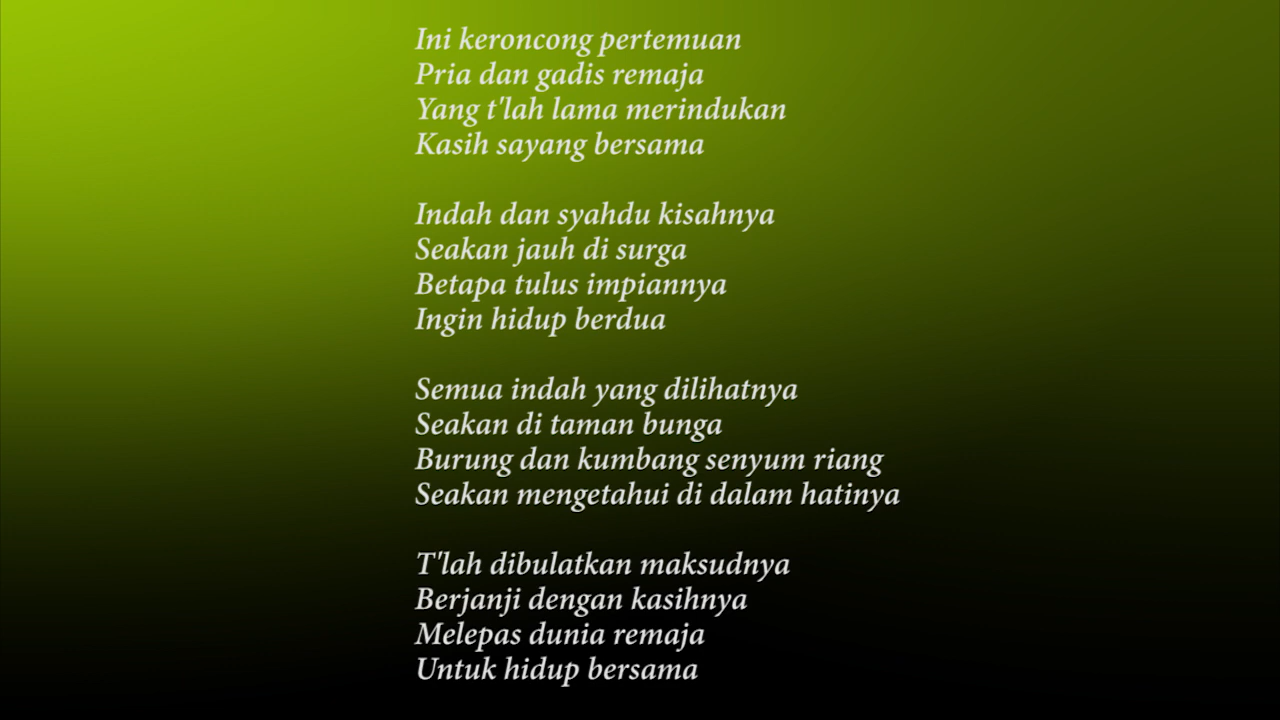 Ini keroncong pertemuan
Pria dan gadis remaja
Yang t'lah lama merindukan
Kasih sayang bersama

Indah dan syahdu kisahnya
Seakan jauh di surga
Betapa tulus impiannya
Ingin hidup berdua

Semua indah yang dilihatnya
Seakan di taman bunga
Burung dan kumbang senyum riang
Seakan mengetahui di dalam hatinya

T'lah dibulatkan maksudnya
Berjanji dengan kasihnya
Melepas dunia remaja
Untuk hidup bersama